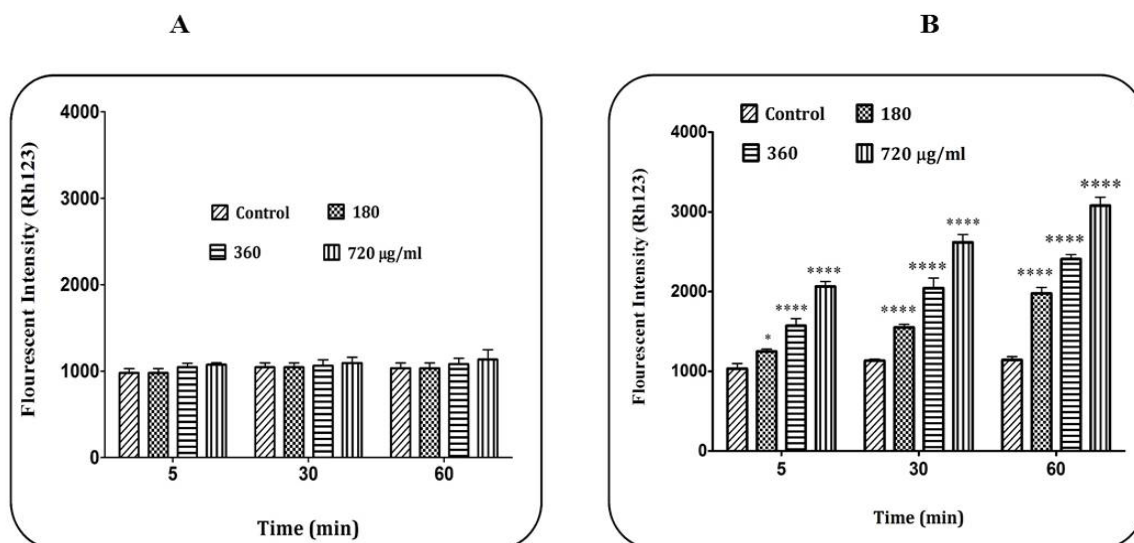 A
B
4000
3000
2000
1000
0
Flourescent Intensity (Rh123)
Control
180
360
720 µg/ml
5
30
60
Time (min)
Control
180
360
720 µg/ml
4000
3000
2000
1000
0
Flourescent Intensity (Rh123)
*
****
****
****
****
****
****
****
****
5
30
60
Time (min)